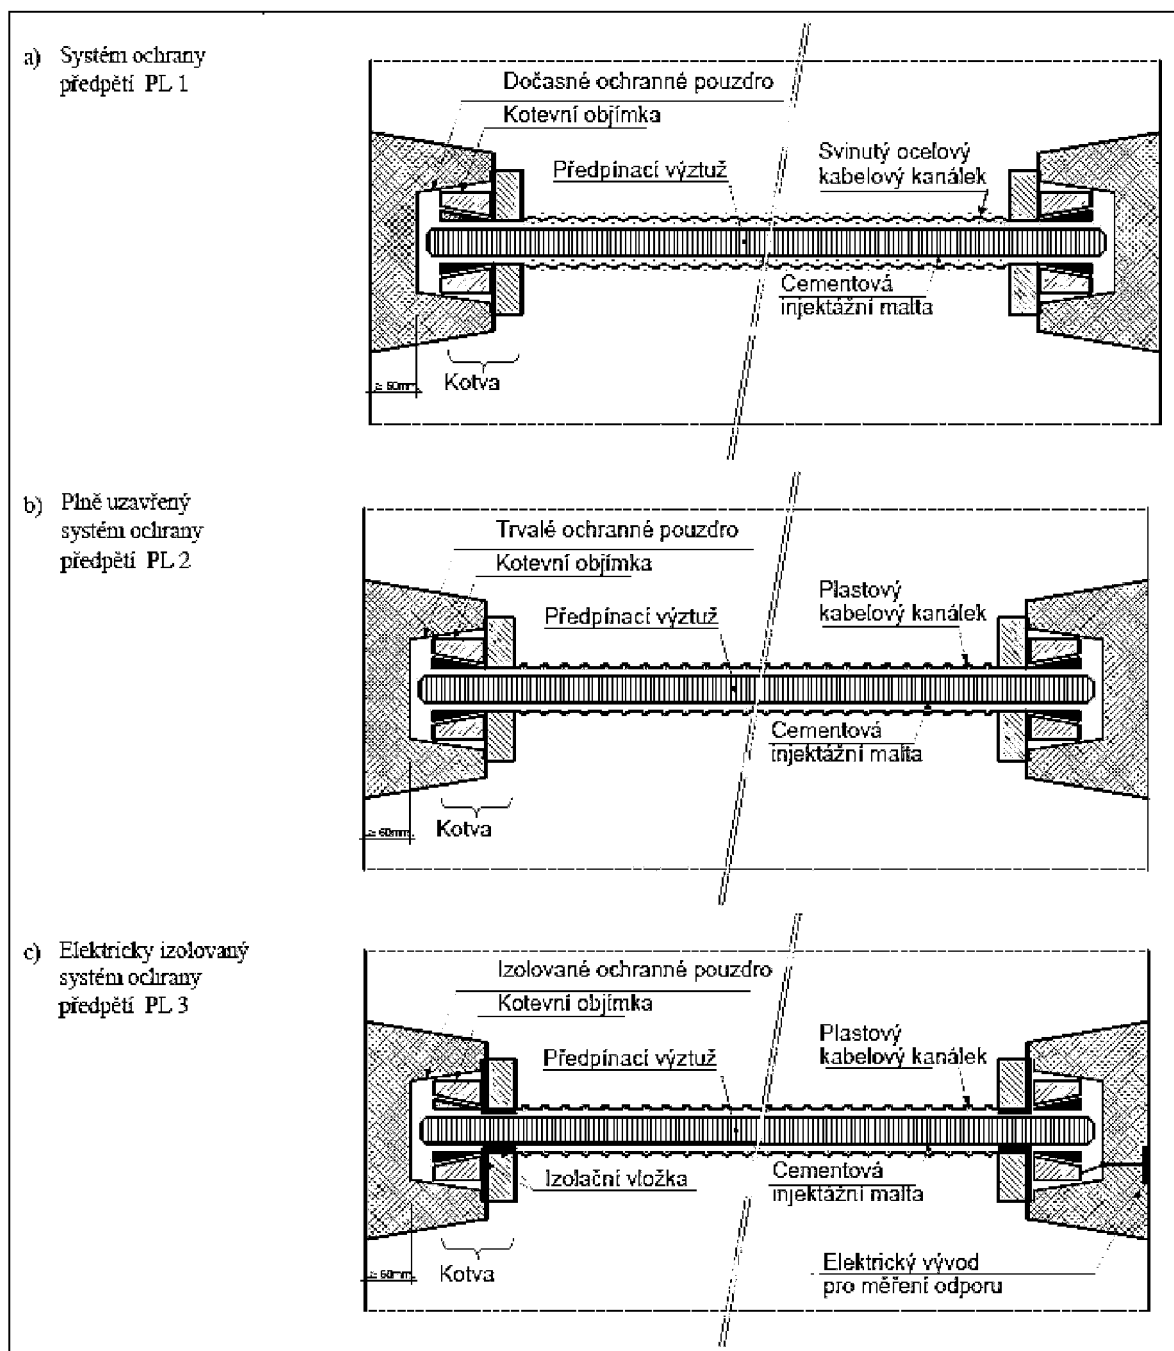 a) Systém ochrany
předpětí PL 1
Dočasné ochranné pouzdro
Kotevní objímka
Předpínací výztuž
Svinutý ocelový
kabelový kanálek
Cementová
injektážní malta
Kotva
b) Plně uzavřený
systém ochrany
předpětí PL 2
Trvalé ochranné pouzdro
Kotevní objímka
Předpínací výztuž
Plastový
kabelový kanálek
Cementová
injektážní malta
≥ 60mm
Kotva
c) Elektricky izolovaný
systém ochrany
předpětí PL 3
Izolované ochranné pouzdro
Kotevní objímka
Předpínací výztuž
Plastový
kabelový kanálek
Izolační vložka
Cementová
injektážní malta
≥ 60mm
Kotva
Elektrický vývod
pro měření odporu